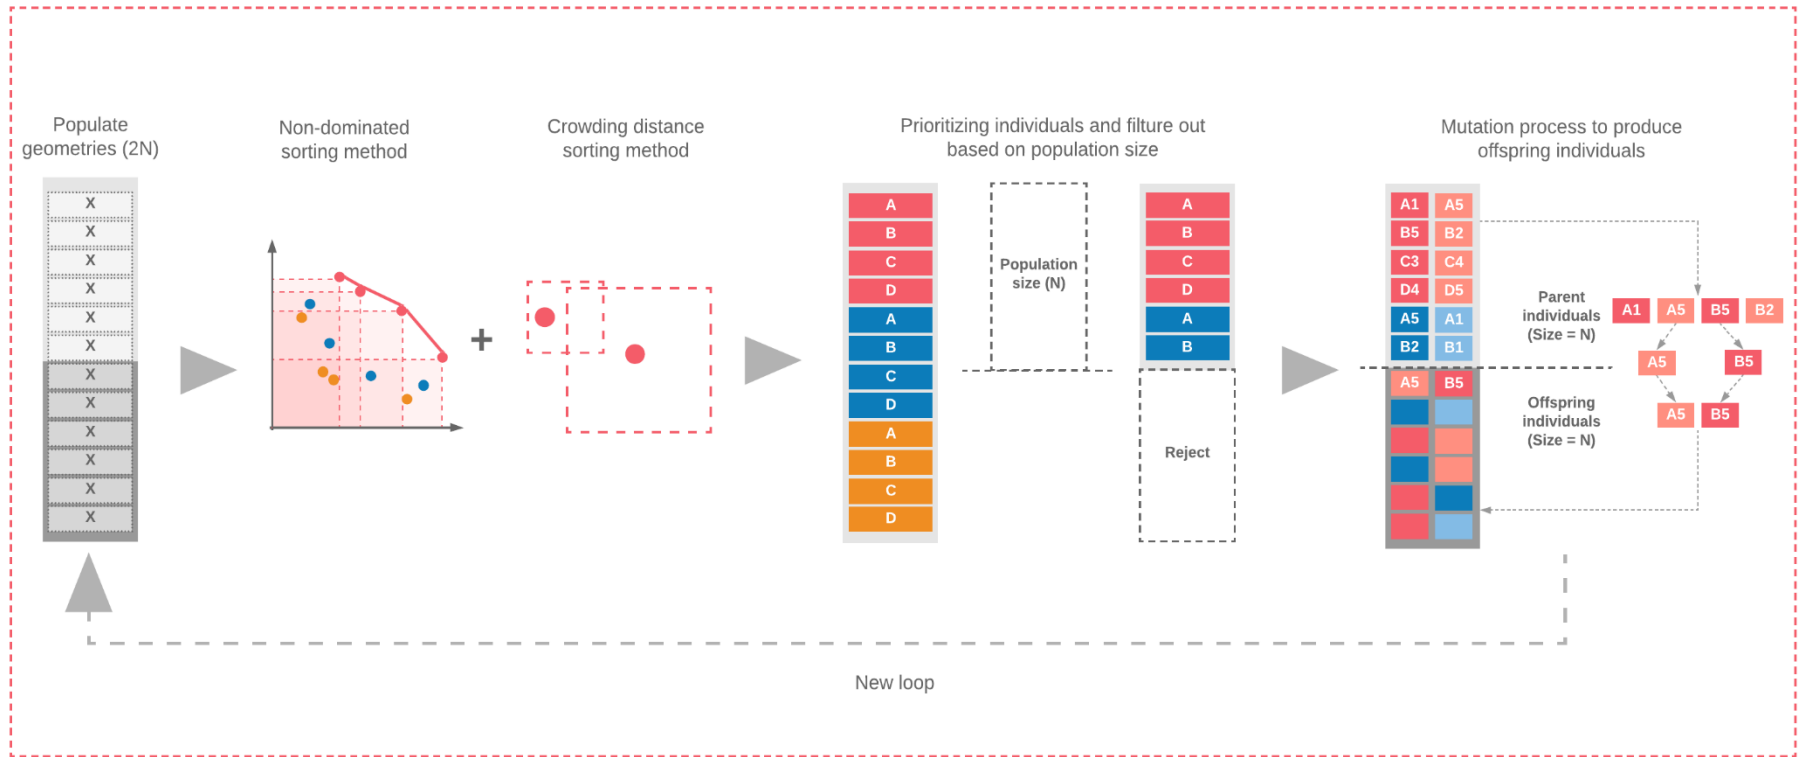 Populate
geometries (2N)
X
X
X
X
X
X
X
X
X
X
X
X
Non-dominated
sorting method
+
Crowding distance
sorting method
Prioritizing individuals and filture out
based on population size
A
B
C
D
A
B
C
D
A
B
C
D
Population
size (N)
A
B
C
D
A
B
Reject
Mutation process to produce
offspring individuals
A1 A5
B5 B2
C3 C4
D4 D5
A5 A1
B2 B1
A5 B5
Parent
individuals
(Size = N)
Offspring
individuals
(Size = N)
A1 A5 B5 B2
A5 B5
A5 B5
New loop